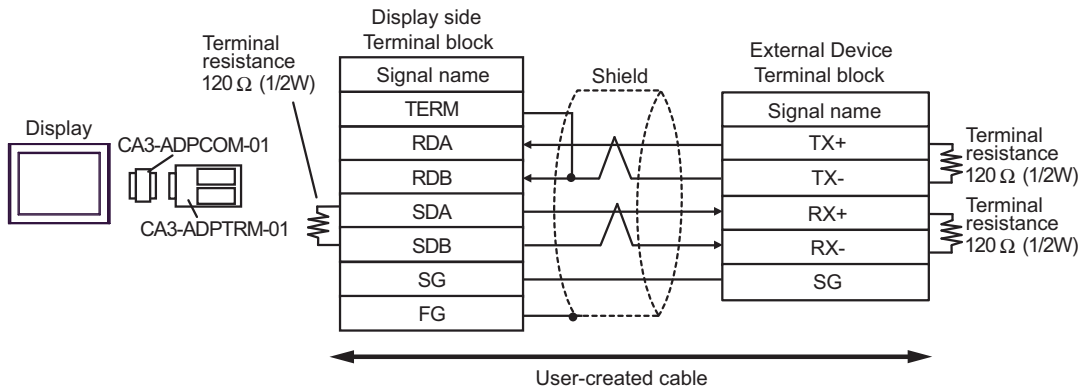 Display
CA3-ADPCOM-01
CA3-ADPTRM-01
Terminal
resistance
120 Ω (1/2W)
Display side
Terminal block
Signal name
TERM
RDA
RDB
SDA
SDB
SG
FG
Shield
External Device
Terminal block
Signal name
TX+
TX-
RX+
RX-
SG
Terminal
resistance
120 Ω (1/2W)
Terminal
resistance
120 Ω (1/2W)
User-created cable